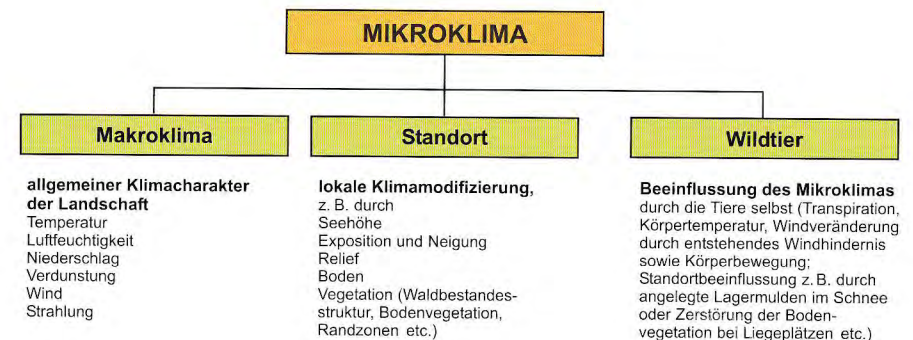 MIKROKLIMA
Makroklima
allgemeiner Klimacharakter
der Landschaft
Temperatur
Luftfeuchtigkeit
Niederschlag
Verdunstung
Wind
Strahlung
Standort
lokale Klimamodifizierung,
z. B. durch
Seehöhe
Exposition und Neigung
Relief
Boden
Vegetation (Waldbestandes-
struktur, Bodenvegetation,
Randzonen etc.)
Wildtier
Beeinflussung des Mikroklimas
durch die Tiere selbst (Transpiration,
Körpertemperatur, Windveränderung
durch entstehendes Windhindernis
sowie Körperbewegung;
Standortbeeinflussung z. B. durch
angelegte Lagermulden im Schnee
oder Zerstörung der Boden-
vegetation bei Liegeplätzen etc.)